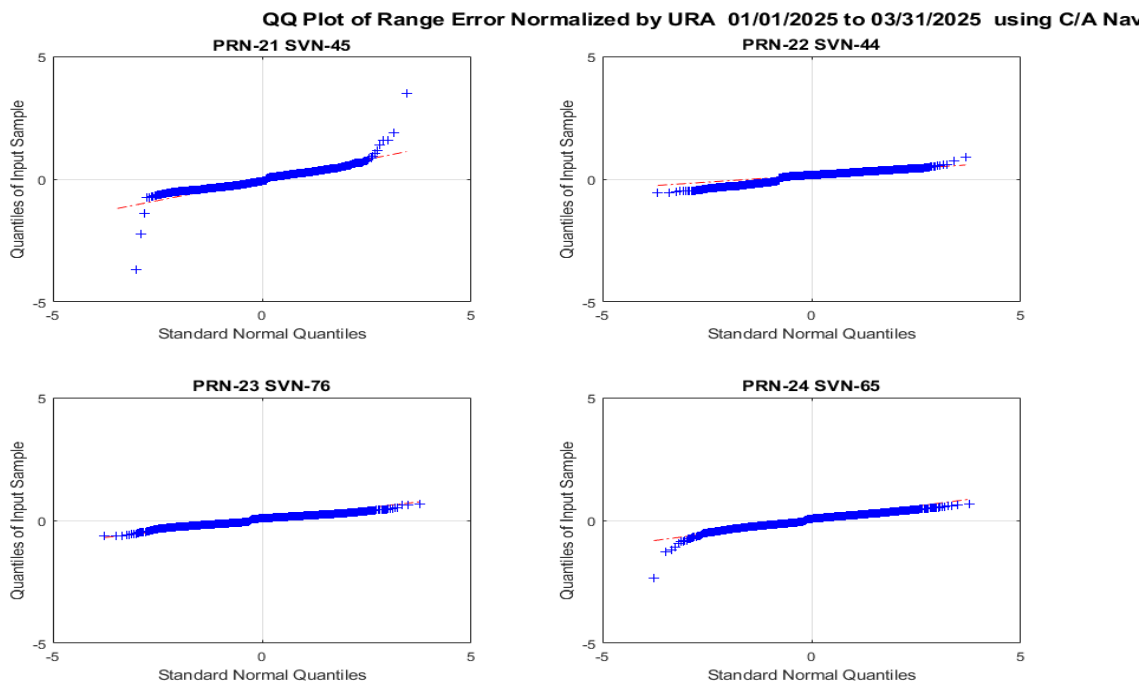 QQ Plot of Range Error Normalized by URA 01/01/2025 to 03/31/2025 using C/A Nav
PRN-21 SVN-45
5
0
-5
Quantiles of Input Sample
-5 0 5
Standard Normal Quantiles
PRN-22 SVN-44
5
0
-5
Quantiles of Input Sample
-5 0 5
Standard Normal Quantiles
PRN-23 SVN-76
5
0
-5
Quantiles of Input Sample
-5 0 5
Standard Normal Quantiles
PRN-24 SVN-65
5
0
-5
Quantiles of Input Sample
-5 0 5
Standard Normal Quantiles